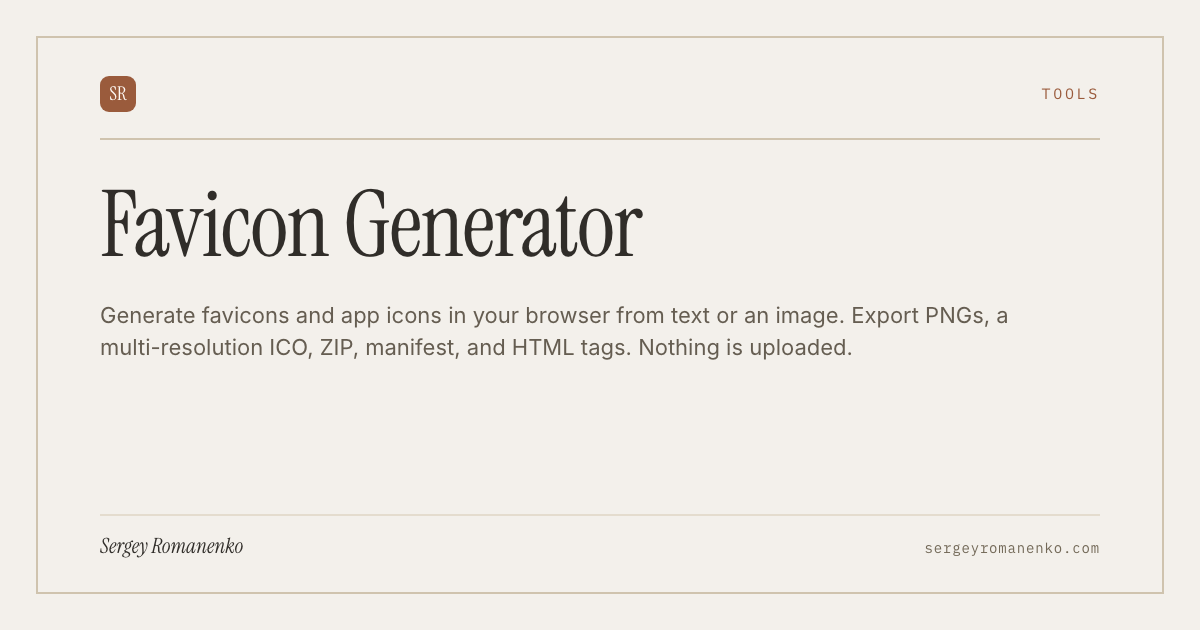 SR
TOOLS
Favicon Generator
Generate favicons and app icons in your browser from text or an image. Export PNGs, a
multi-resolution ICO, ZIP, manifest, and HTML tags. Nothing is uploaded.
Sergey Romanenko
sergeyromanenko.com